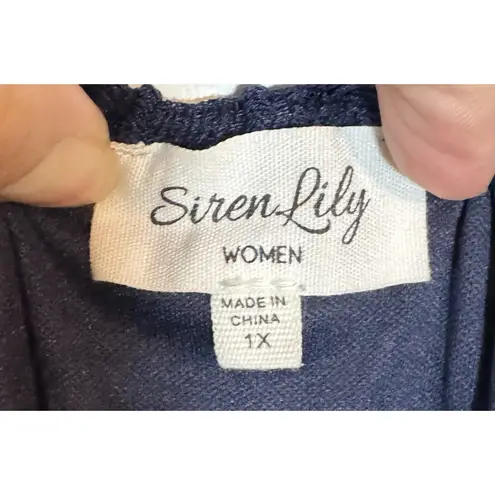 Siren Lily
WOMEN
MADE IN
CHINA
1X